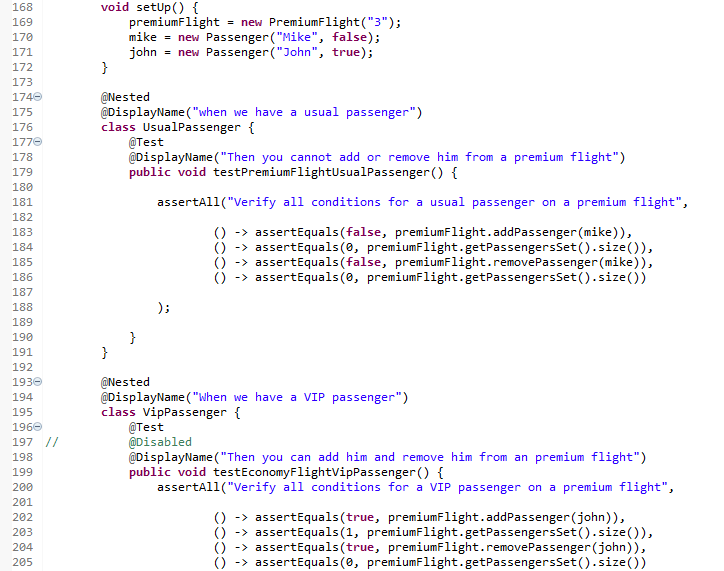 168 void setUp() {
169 premiumFlight = new PremiumFlight("3");
170 mike = new Passenger("Mike", false);
171 john = new Passenger("John", true);
172 }
173
174 @Nested
175 @DisplayName("when we have a usual passenger")
176 class UsualPassenger {
177 @Test
178 @DisplayName("Then you cannot add or remove him from a premium flight")
179 public void testPremiumFlightUsualPassenger() {
180
181 assertAll("Verify all conditions for a usual passenger on a premium flight",
182
183 () -> assertEquals(false, premiumFlight.addPassenger(mike)),
184 () -> assertEquals(0, premiumFlight.getPassengersSet().size()),
185 () -> assertEquals(false, premiumFlight.removePassenger(mike)),
186 () -> assertEquals(0, premiumFlight.getPassengersSet().size())
187
188 );
189
190 }
191 }
192
193 @Nested
194 @DisplayName("When we have a VIP passenger")
195 class VipPassenger {
196 @Test
197 // @Disabled
198 @DisplayName("Then you can add him and remove him from an premium flight")
199 public void testEconomyFlightVipPassenger() {
200 assertAll("Verify all conditions for a VIP passenger on a premium flight",
201
202 () -> assertEquals(true, premiumFlight.addPassenger(john)),
203 () -> assertEquals(1, premiumFlight.getPassengersSet().size()),
204 () -> assertEquals(true, premiumFlight.removePassenger(john)),
205 () -> assertEquals(0, premiumFlight.getPassengersSet().size())